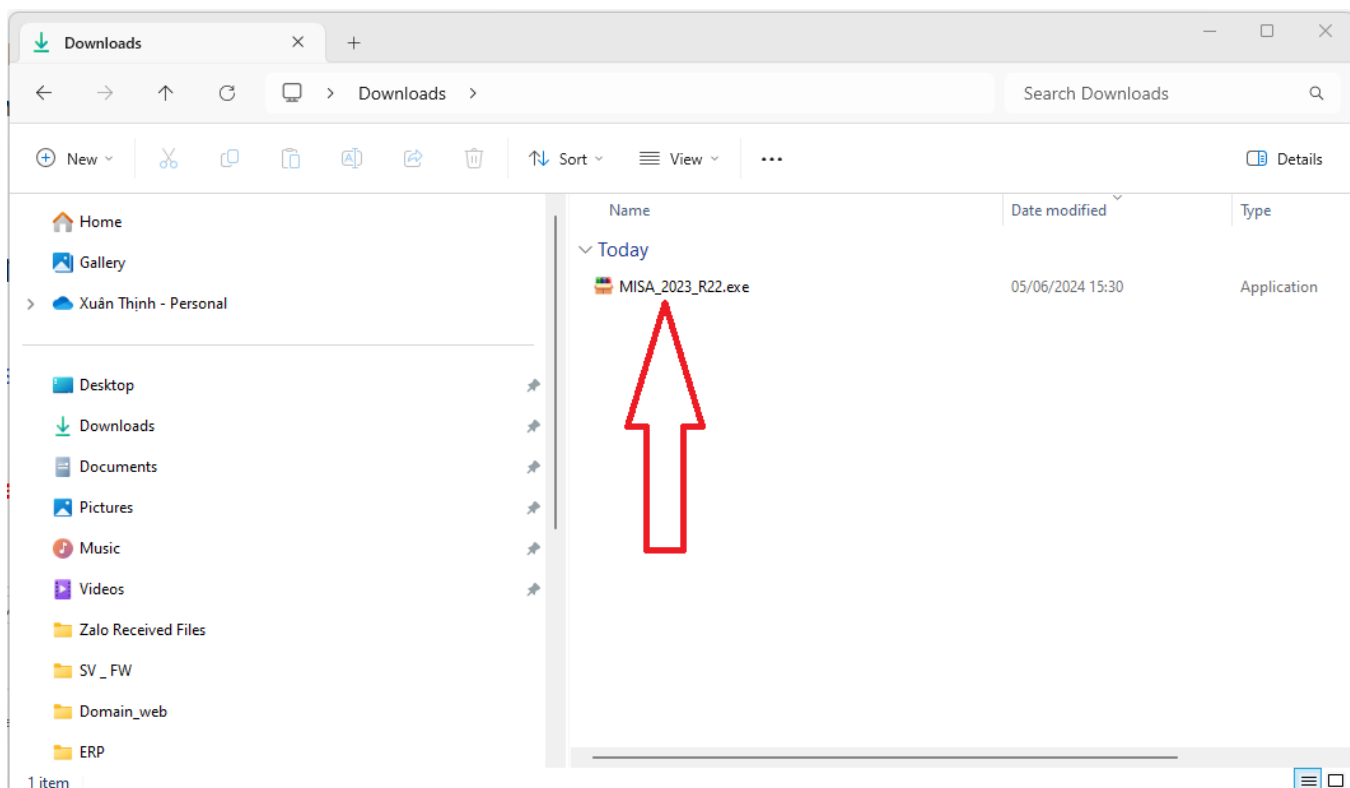 Downloads
Downloads
Search Downloads
New
Sort
View
Details
Home
Gallery
Xuân Thịnh - Personal
Desktop
Downloads
Documents
Pictures
Music
Videos
Zalo Received Files
SV _ FW
Domain_web
ERP
1 item
Name Date modified Type
Today
MISA_2023_R22.exe 05/06/2024 15:30 Application